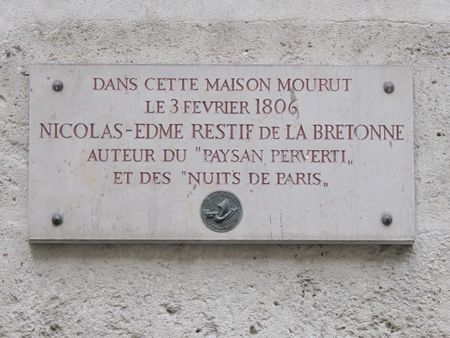 DANS CETTE MAISON MOURUT
LE 3 FEVRIER 1806
NICOLAS-EDME RESTIF DE LA BRETONNE
AUTEUR DU "PAYSAN PERVERTI„
ET DES "NUITS DE PARIS„